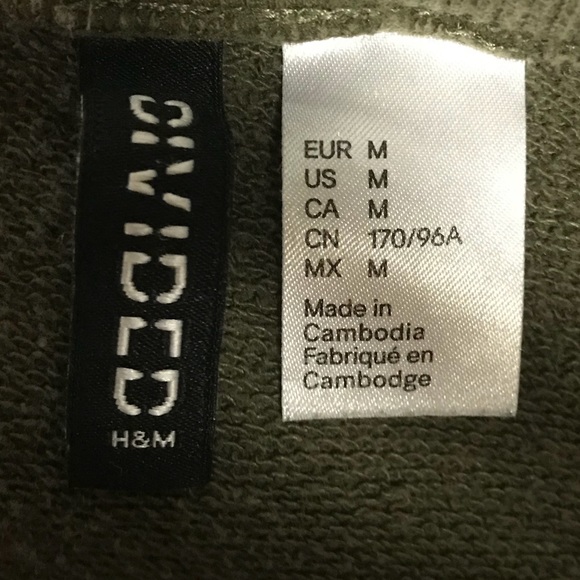 DIVIDED
H&M
EUR M
US M
CA M
CN 170/96A
MX M
Made in
Cambodia
Fabriqué en
Cambodge